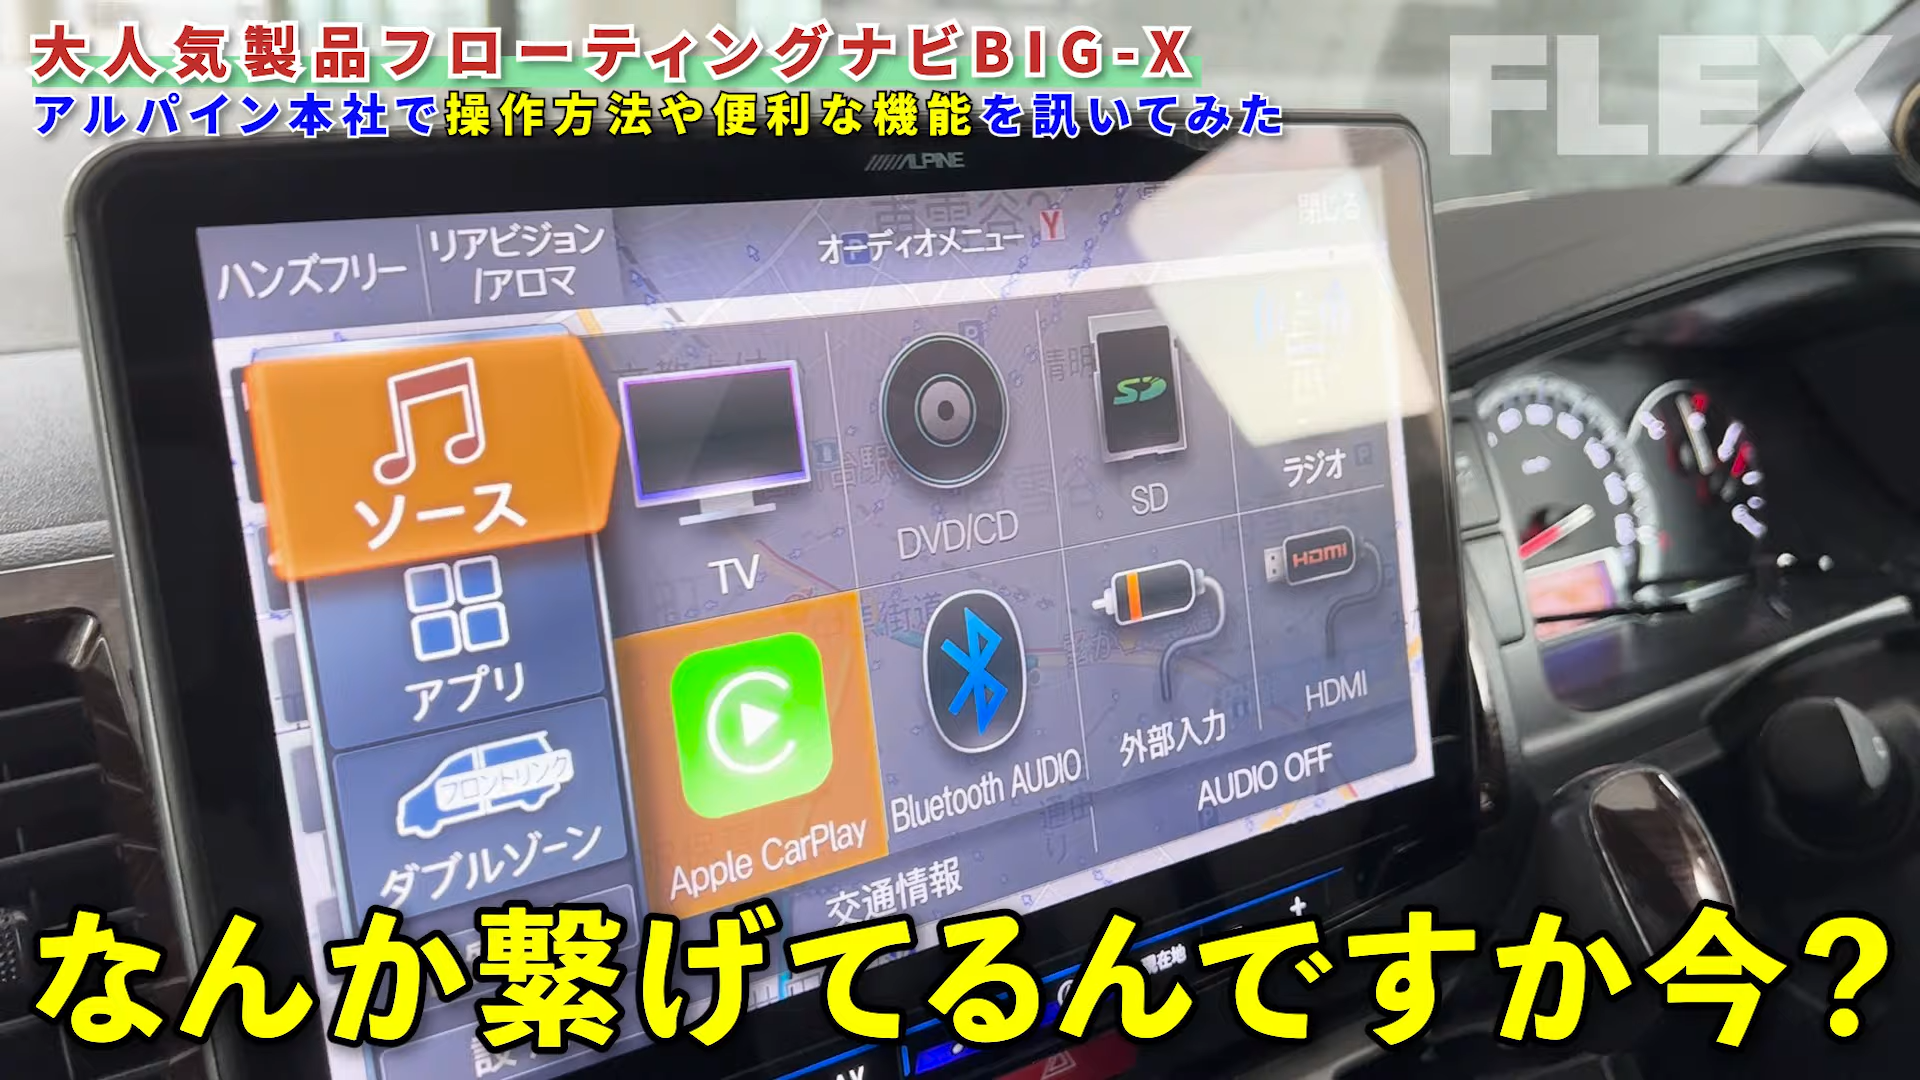 大人気製品フローティングナビBIG-X
アルパイン本社で操作方法や便利な機能を訊いてみた
FLEX
ALPINE
ハンズフリー
リアビジョン
/アロマ
オーディオメニュー
閉じる
ソース
アプリ
フロントリンク
ダブルゾーン
TV
DVD/CD
SD
ラジオ
Apple CarPlay
Bluetooth AUDIO
外部入力
HDMI
HDMI
交通情報
AUDIO OFF
現在地
なんか繋げてるんですか今?